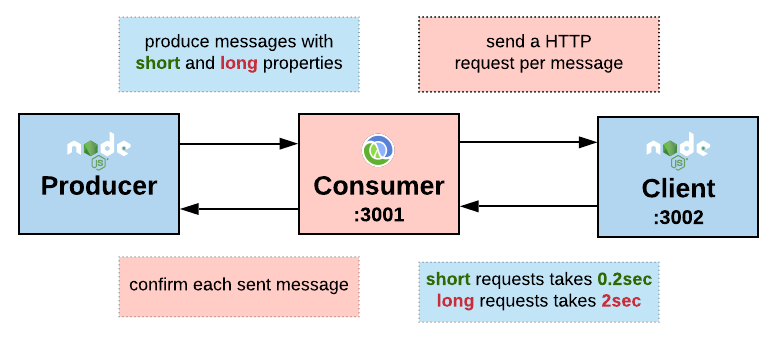 produce messages with
short and long properties
send a HTTP
request per message
node
JS
Producer
Consumer
:3001
node
JS
Client
:3002
confirm each sent message
short requests takes 0.2sec
long requests takes 2sec